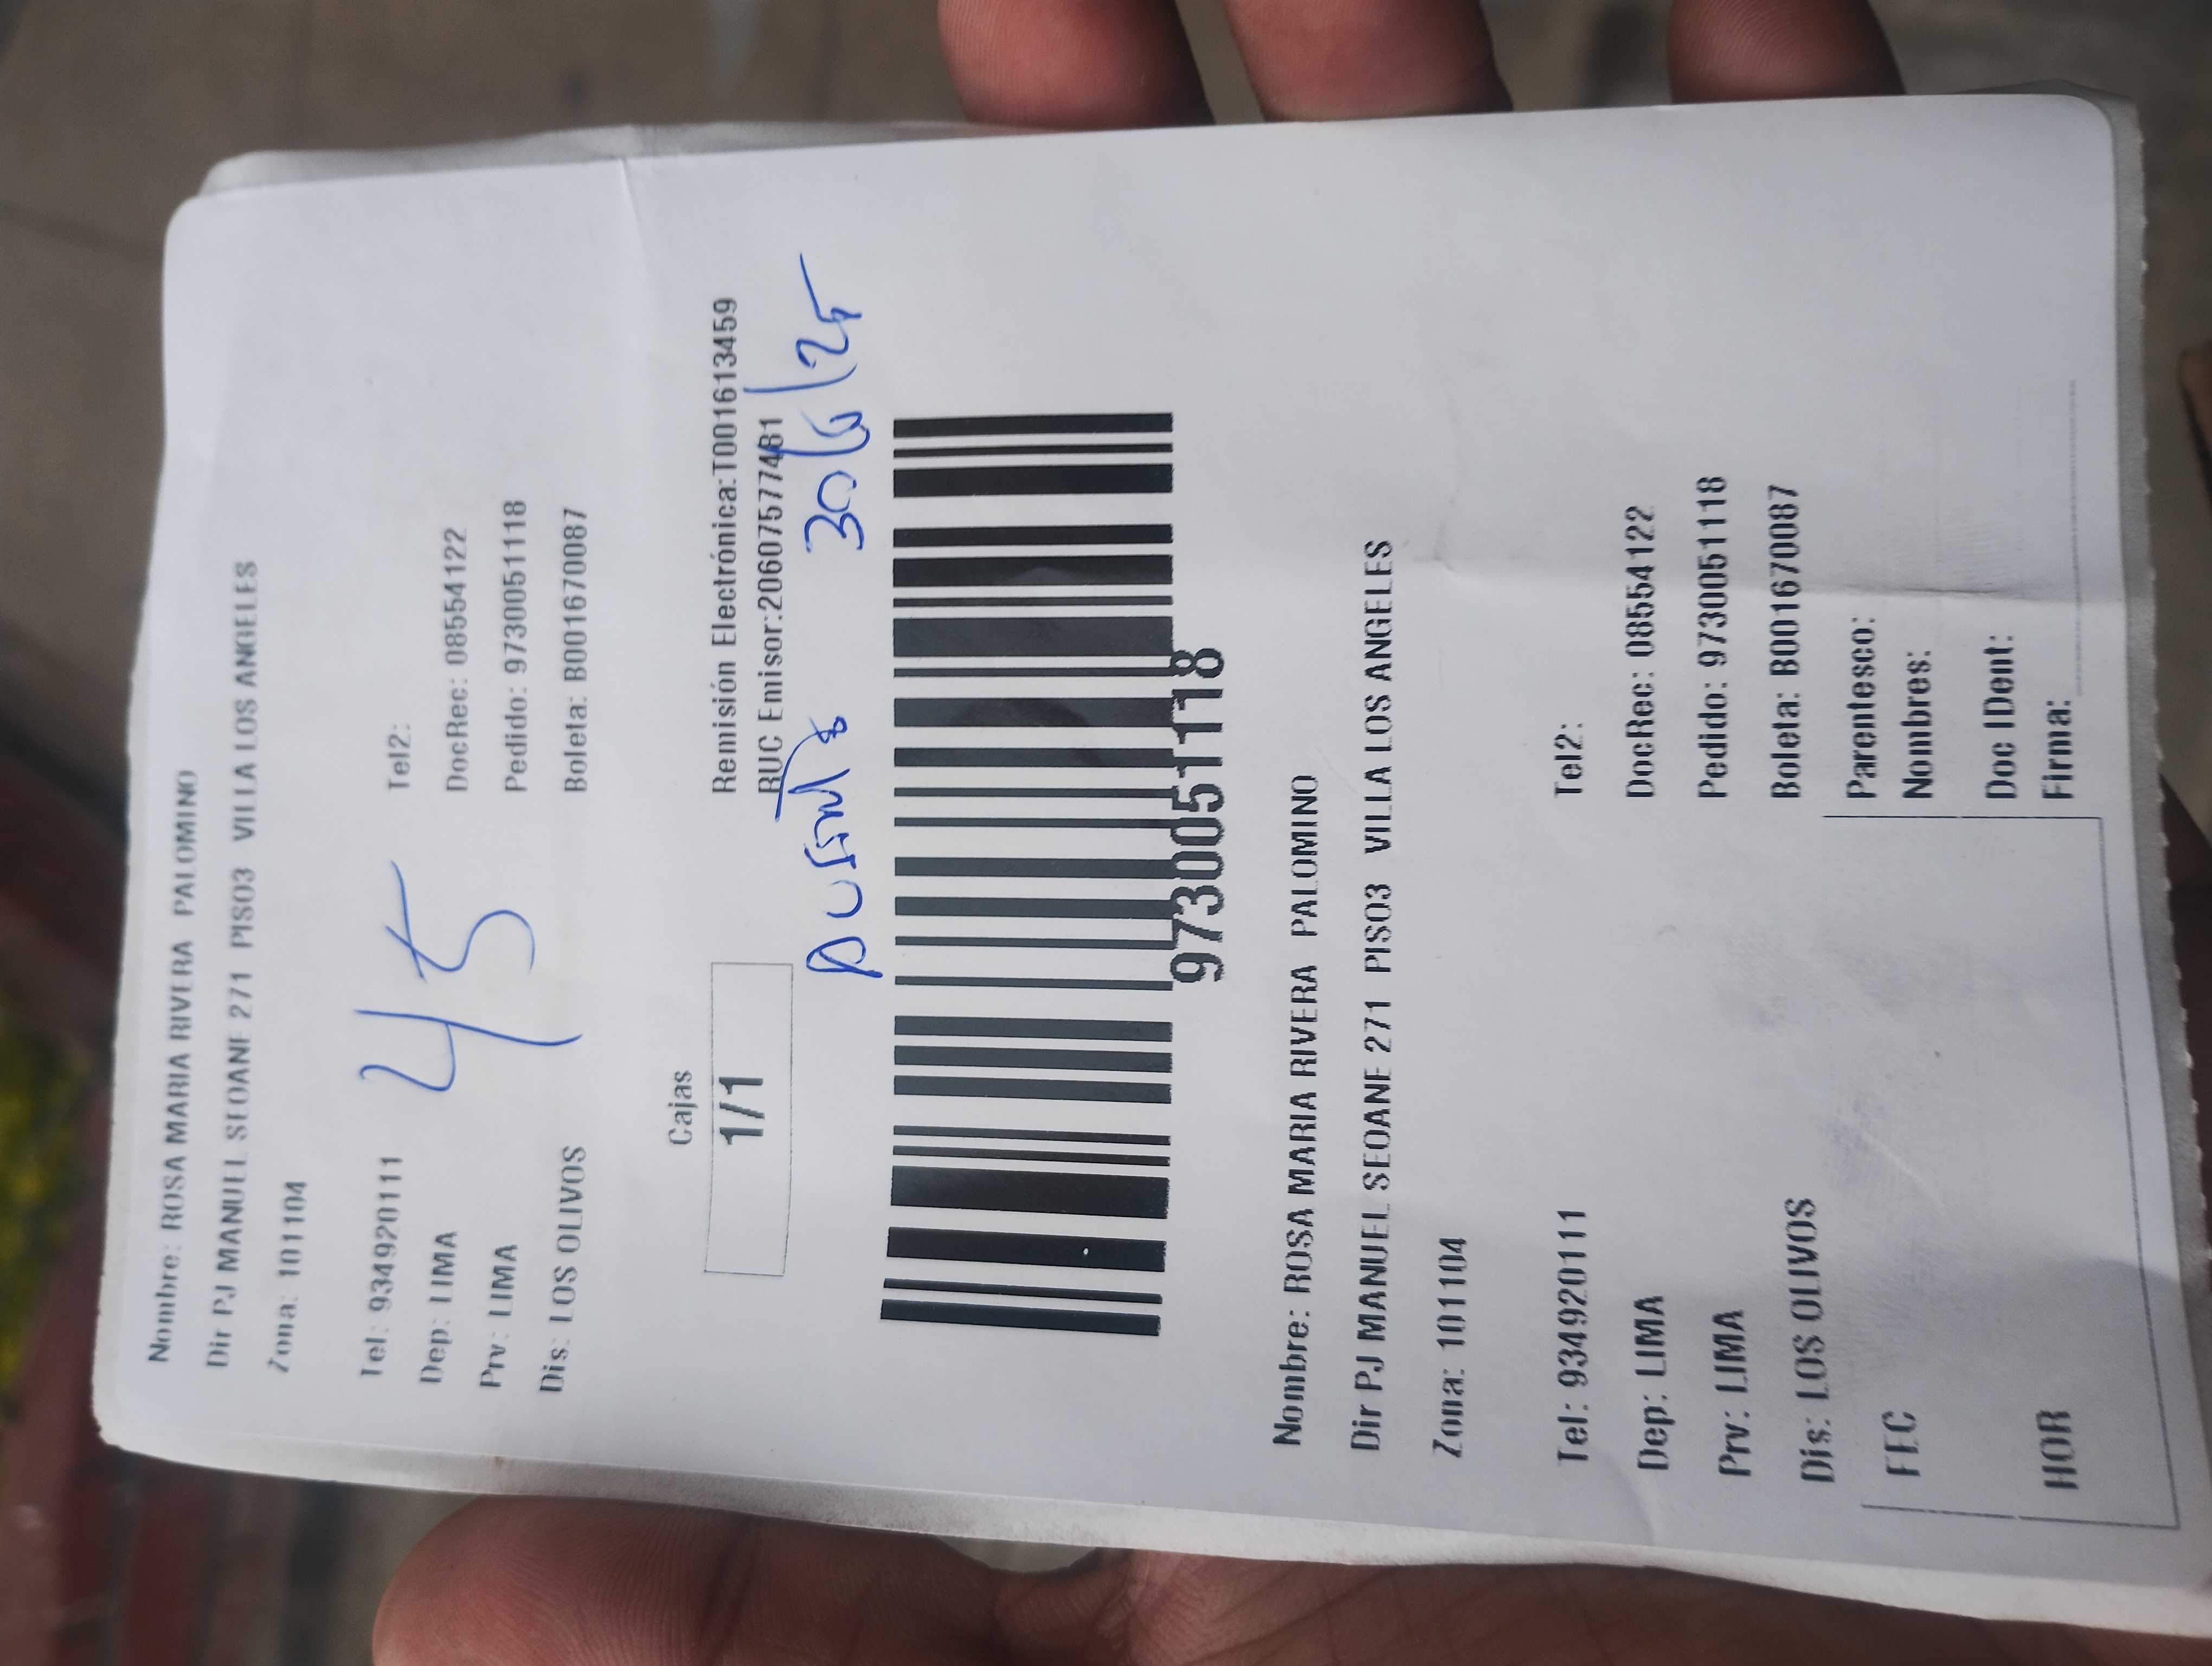 Nombre: ROSA MARIA RIVERA PALOMINO
Dir PJ MANUEL SEOANE 271 PISO3 VILLA LOS ANGELES
Zona: 101104
Tel: 934920111 Tel2:
Dep: LIMA DocRec: 08554122
Prv: LIMA Pedido: 9730051118
Dis: LOS OLIVOS Boleta: B001670087
45
Cajas
1/1
Remisión Electrónica:T001613459
RUC Emisor:20607577481
30/6/25
9730051118
Nombre: ROSA MARIA RIVERA PALOMINO
Dir PJ MANUEL SEOANE 271 PISO3 VILLA LOS ANGELES
Zona: 101104
Tel: 934920111 Tel2:
Dep: LIMA DocRec: 08554122
Prv: LIMA Pedido: 9730051118
Dis: LOS OLIVOS Boleta: B001670087
FEC Parentesco:
Nombres:
HOR Doc IDent:
Firma: